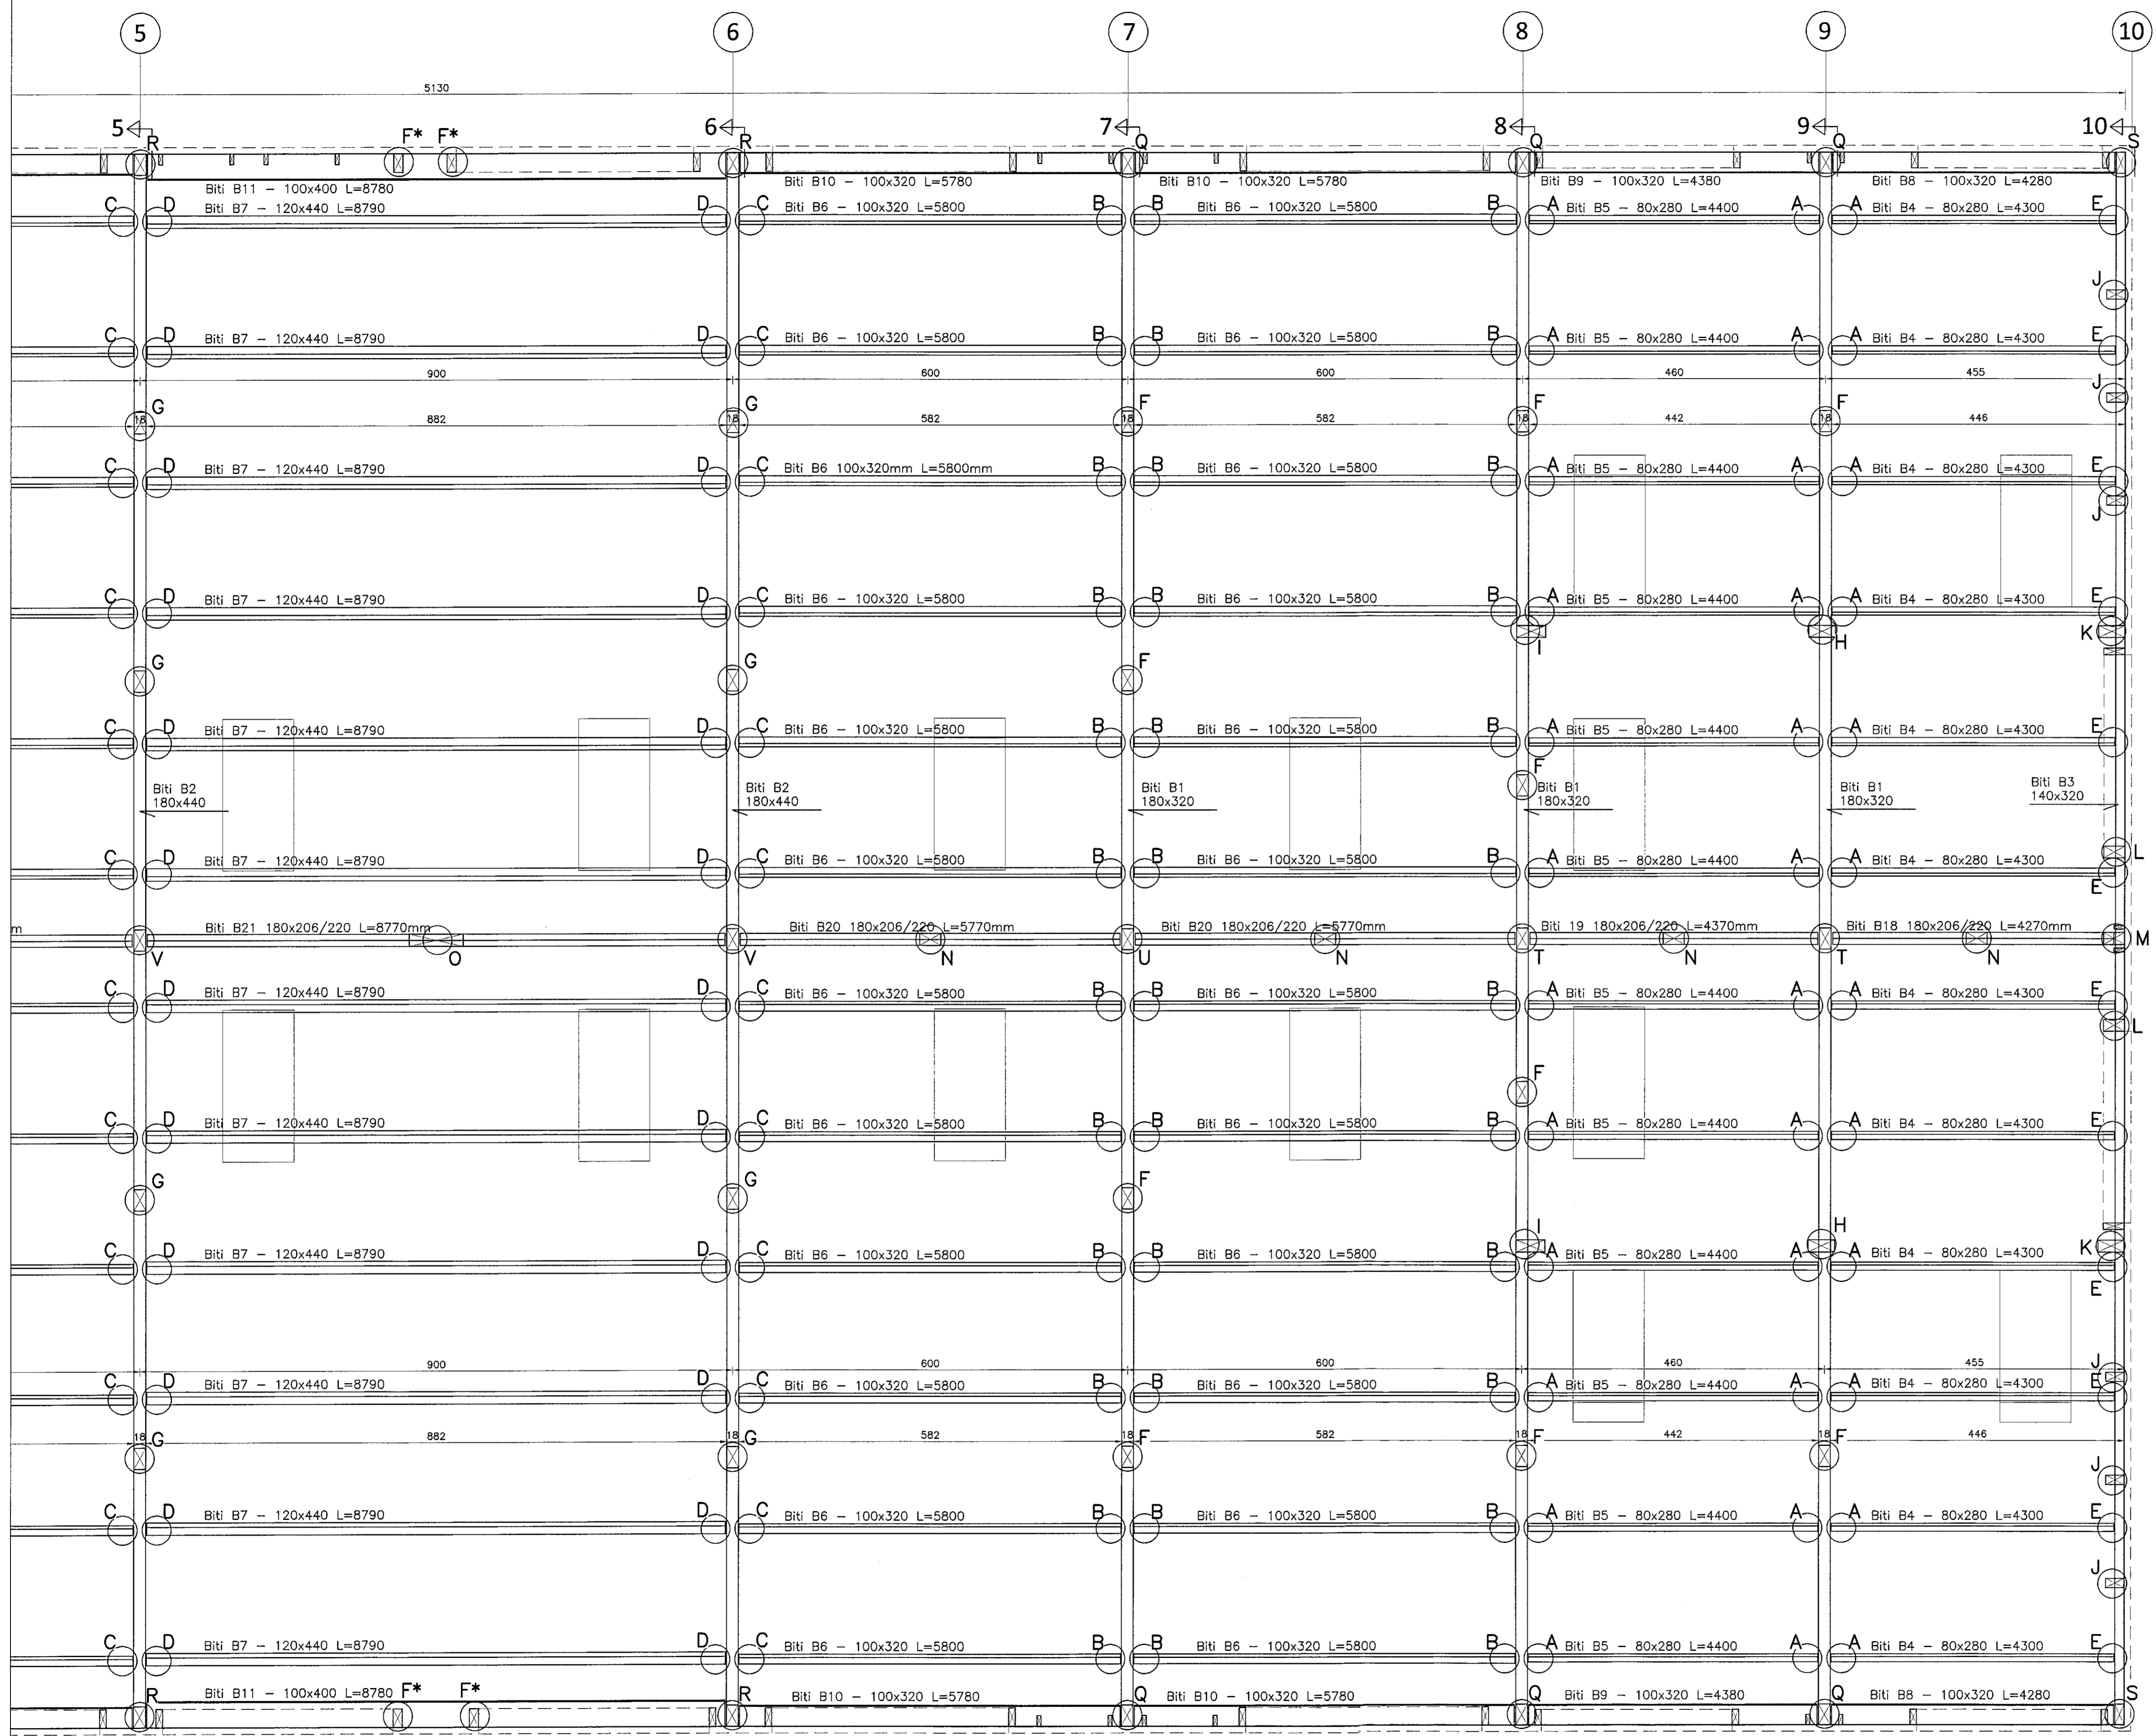 5 6 7 8 9 10
5130
5 6 7 8 9 10
R F* F* R Q Q Q S
Biti B11 - 100x400 L=8780 Biti B10 - 100x320 L=5780 Biti B10 - 100x320 L=5780 Biti B9 - 100x320 L=4380 Biti B8 - 100x320 L=4280
C D Biti B7 - 120x440 L=8790 D C Biti B6 - 100x320 L=5800 B B Biti B6 - 100x320 L=5800 B A Biti B5 - 80x280 L=4400 A A Biti B4 - 80x280 L=4300 E
J
C D Biti B7 - 120x440 L=8790 D C Biti B6 - 100x320 L=5800 B B Biti B6 - 100x320 L=5800 B A Biti B5 - 80x280 L=4400 A A Biti B4 - 80x280 L=4300 E
900 600 600 460 455
J
G G F F F
18 882 18 582 18 582 18 442 18 446
C D Biti B7 - 120x440 L=8790 D C Biti B6 100x320mm L=5800mm B B Biti B6 - 100x320 L=5800 B A Biti B5 - 80x280 L=4400 A A Biti B4 - 80x280 L=4300 E
J
C D Biti B7 - 120x440 L=8790 D C Biti B6 - 100x320 L=5800 B B Biti B6 - 100x320 L=5800 B A Biti B5 - 80x280 L=4400 A A Biti B4 - 80x280 L=4300 E
I H K
G G F
C D Biti B7 - 120x440 L=8790 D C Biti B6 - 100x320 L=5800 B B Biti B6 - 100x320 L=5800 B A Biti B5 - 80x280 L=4400 A A Biti B4 - 80x280 L=4300 E
F
Biti B2 Biti B2 Biti B1 Biti B1 Biti B1 Biti B3
180x440 180x440 180x320 180x320 180x320 140x320
L
C D Biti B7 - 120x440 L=8790 D C Biti B6 - 100x320 L=5800 B B Biti B6 - 100x320 L=5800 B A Biti B5 - 80x280 L=4400 A A Biti B4 - 80x280 L=4300
E
m Biti B21 180x206/220 L=8770mm Biti B20 180x206/220 L=5770mm Biti B20 180x206/220 L=5770mm Biti 19 180x206/220 L=4370mm Biti B18 180x206/220 L=4270mm
M
V O V N U N T N T N
C D Biti B7 - 120x440 L=8790 D C Biti B6 - 100x320 L=5800 B B Biti B6 - 100x320 L=5800 B A Biti B5 - 80x280 L=4400 A A Biti B4 - 80x280 L=4300 E
L
F
C D Biti B7 - 120x440 L=8790 D C Biti B6 - 100x320 L=5800 B B Biti B6 - 100x320 L=5800 B A Biti B5 - 80x280 L=4400 A A Biti B4 - 80x280 L=4300 E
G G F
I H K
C D Biti B7 - 120x440 L=8790 D C Biti B6 - 100x320 L=5800 B B Biti B6 - 100x320 L=5800 B A Biti B5 - 80x280 L=4400 A A Biti B4 - 80x280 L=4300
E
900 600 600 460 455
J
C D Biti B7 - 120x440 L=8790 D C Biti B6 - 100x320 L=5800 B B Biti B6 - 100x320 L=5800 B A Biti B5 - 80x280 L=4400 A A Biti B4 - 80x280 L=4300 E
18 G 882 18 G 582 18 F 582 18 F 442 18 F 446
J
C D Biti B7 - 120x440 L=8790 D C Biti B6 - 100x320 L=5800 B B Biti B6 - 100x320 L=5800 B A Biti B5 - 80x280 L=4400 A A Biti B4 - 80x280 L=4300 E
J
C D Biti B7 - 120x440 L=8790 D C Biti B6 - 100x320 L=5800 B B Biti B6 - 100x320 L=5800 B A Biti B5 - 80x280 L=4400 A A Biti B4 - 80x280 L=4300 E
R Biti B11 - 100x400 L=8780 F* F* R Biti B10 - 100x320 L=5780 Q Biti B10 - 100x320 L=5780 Q Biti B9 - 100x320 L=4380 Q Biti B8 - 100x320 L=4280 S